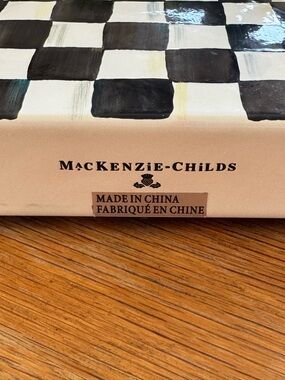 MACKENZiE-CHiLDS
MADE IN CHINA
FABRIQUÉ EN CHINE